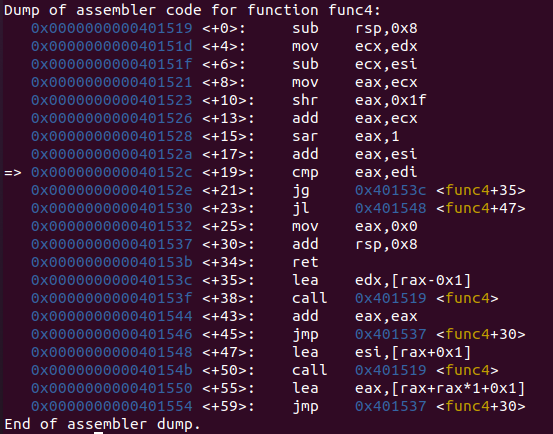 Dump of assembler code for function func4:
0x0000000000401519 <+0>: sub rsp,0x8
0x000000000040151d <+4>: mov ecx,edx
0x000000000040151f <+6>: sub ecx,esi
0x0000000000401521 <+8>: mov eax,ecx
0x0000000000401523 <+10>: shr eax,0x1f
0x0000000000401526 <+13>: add eax,ecx
0x0000000000401528 <+15>: sar eax,1
0x000000000040152a <+17>: add eax,esi
=> 0x000000000040152c <+19>: cmp eax,edi
0x000000000040152e <+21>: jg 0x40153c <func4+35>
0x0000000000401530 <+23>: jl 0x401548 <func4+47>
0x0000000000401532 <+25>: mov eax,0x0
0x0000000000401537 <+30>: add rsp,0x8
0x000000000040153b <+34>: ret
0x000000000040153c <+35>: lea edx,[rax-0x1]
0x000000000040153f <+38>: call 0x401519 <func4>
0x0000000000401544 <+43>: add eax,eax
0x0000000000401546 <+45>: jmp 0x401537 <func4+30>
0x0000000000401548 <+47>: lea esi,[rax+0x1]
0x000000000040154b <+50>: call 0x401519 <func4>
0x0000000000401550 <+55>: lea eax,[rax+rax*1+0x1]
0x0000000000401554 <+59>: jmp 0x401537 <func4+30>
End of assembler dump.